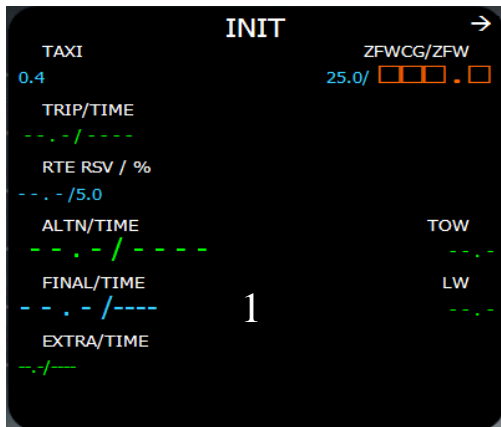 INIT →
TAXI ZFWCG/ZFW
0.4 25.0/ □□□.□
TRIP/TIME
--.-/----
RTE RSV / %
--.-/5.0
ALTN/TIME TOW
--.-/---- --.-
FINAL/TIME LW
--.-/---- 1 --.-
EXTRA/TIME
--.-/----